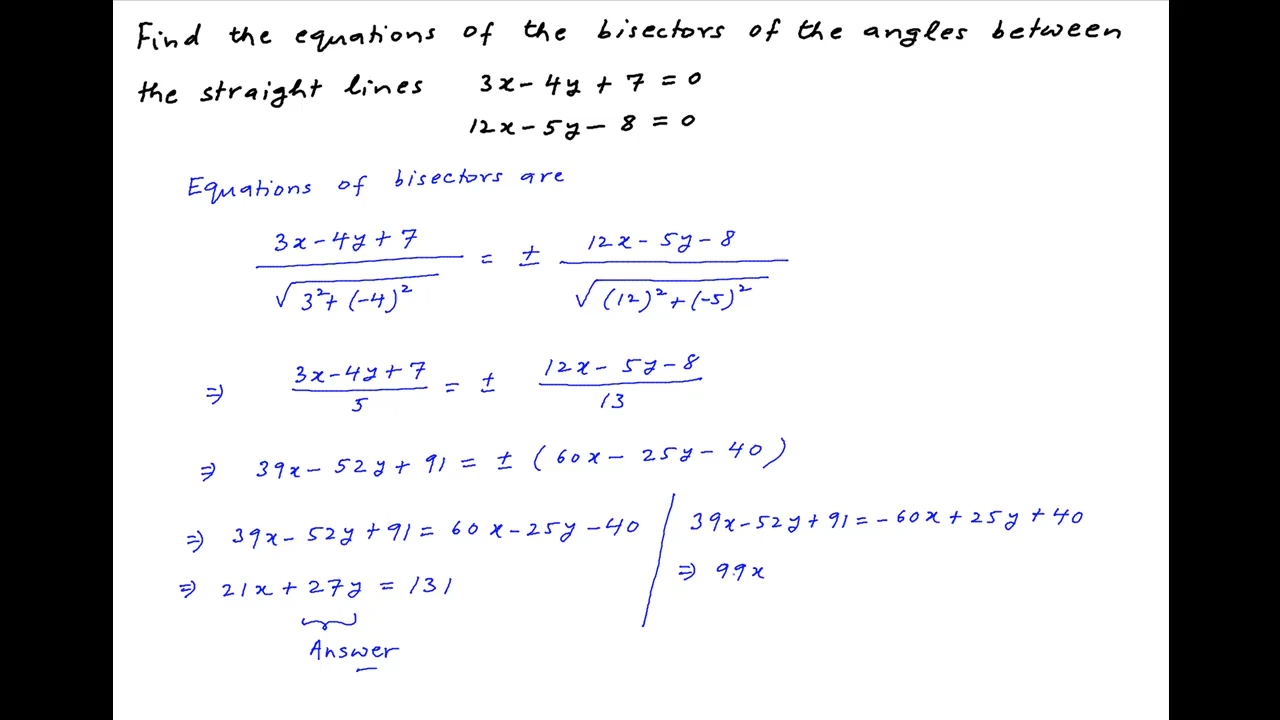 Find the equations of the bisectors of the angles between
the straight lines 3x - 4y + 7 = 0
12x - 5y - 8 = 0
Equations of bisectors are
(3x - 4y + 7) / √(3² + (-4)²) = ± (12x - 5y - 8) / √((12)² + (-5)²)
⇒ (3x - 4y + 7) / 5 = ± (12x - 5y - 8) / 13
⇒ 39x - 52y + 91 = ± (60x - 25y - 40)
⇒ 39x - 52y + 91 = 60x - 25y - 40
⇒ 21x + 27y = 131
Answer
39x - 52y + 91 = -60x + 25y + 40
⇒ 99x